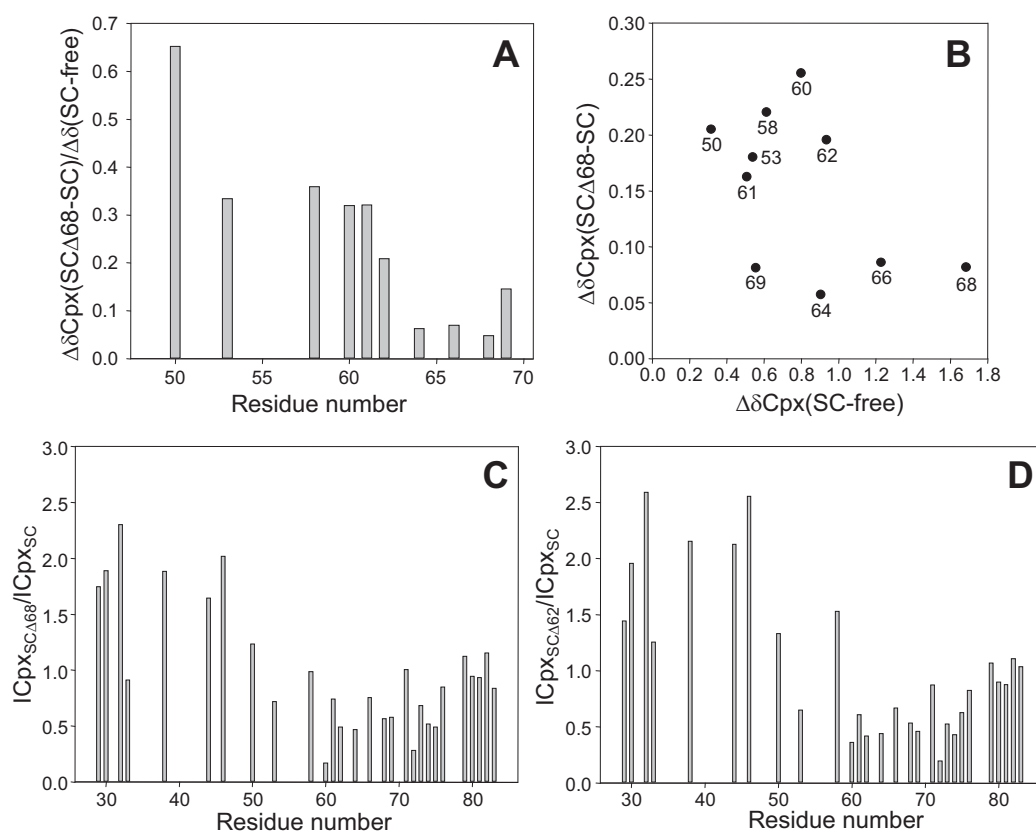 A
ΔδCpx(SCΔ68-SC)/Δδ(SC-free)
0.7
0.6
0.5
0.4
0.3
0.2
0.1
0.0
50 55 60 65 70
Residue number
B
ΔδCpx(SCΔ68-SC)
0.30
0.25
0.20
0.15
0.10
0.05
0.00
60
58
50
53
62
61
69
64
66
68
0.0 0.2 0.4 0.6 0.8 1.0 1.2 1.4 1.6 1.8
ΔδCpx(SC-free)
C
ICpx_SCΔ68/ICpx_SC
3.0
2.5
2.0
1.5
1.0
0.5
0.0
30 40 50 60 70 80
Residue number
D
ICpx_SCΔ62/ICpx_SC
3.0
2.5
2.0
1.5
1.0
0.5
0.0
30 40 50 60 70 80
Residue number